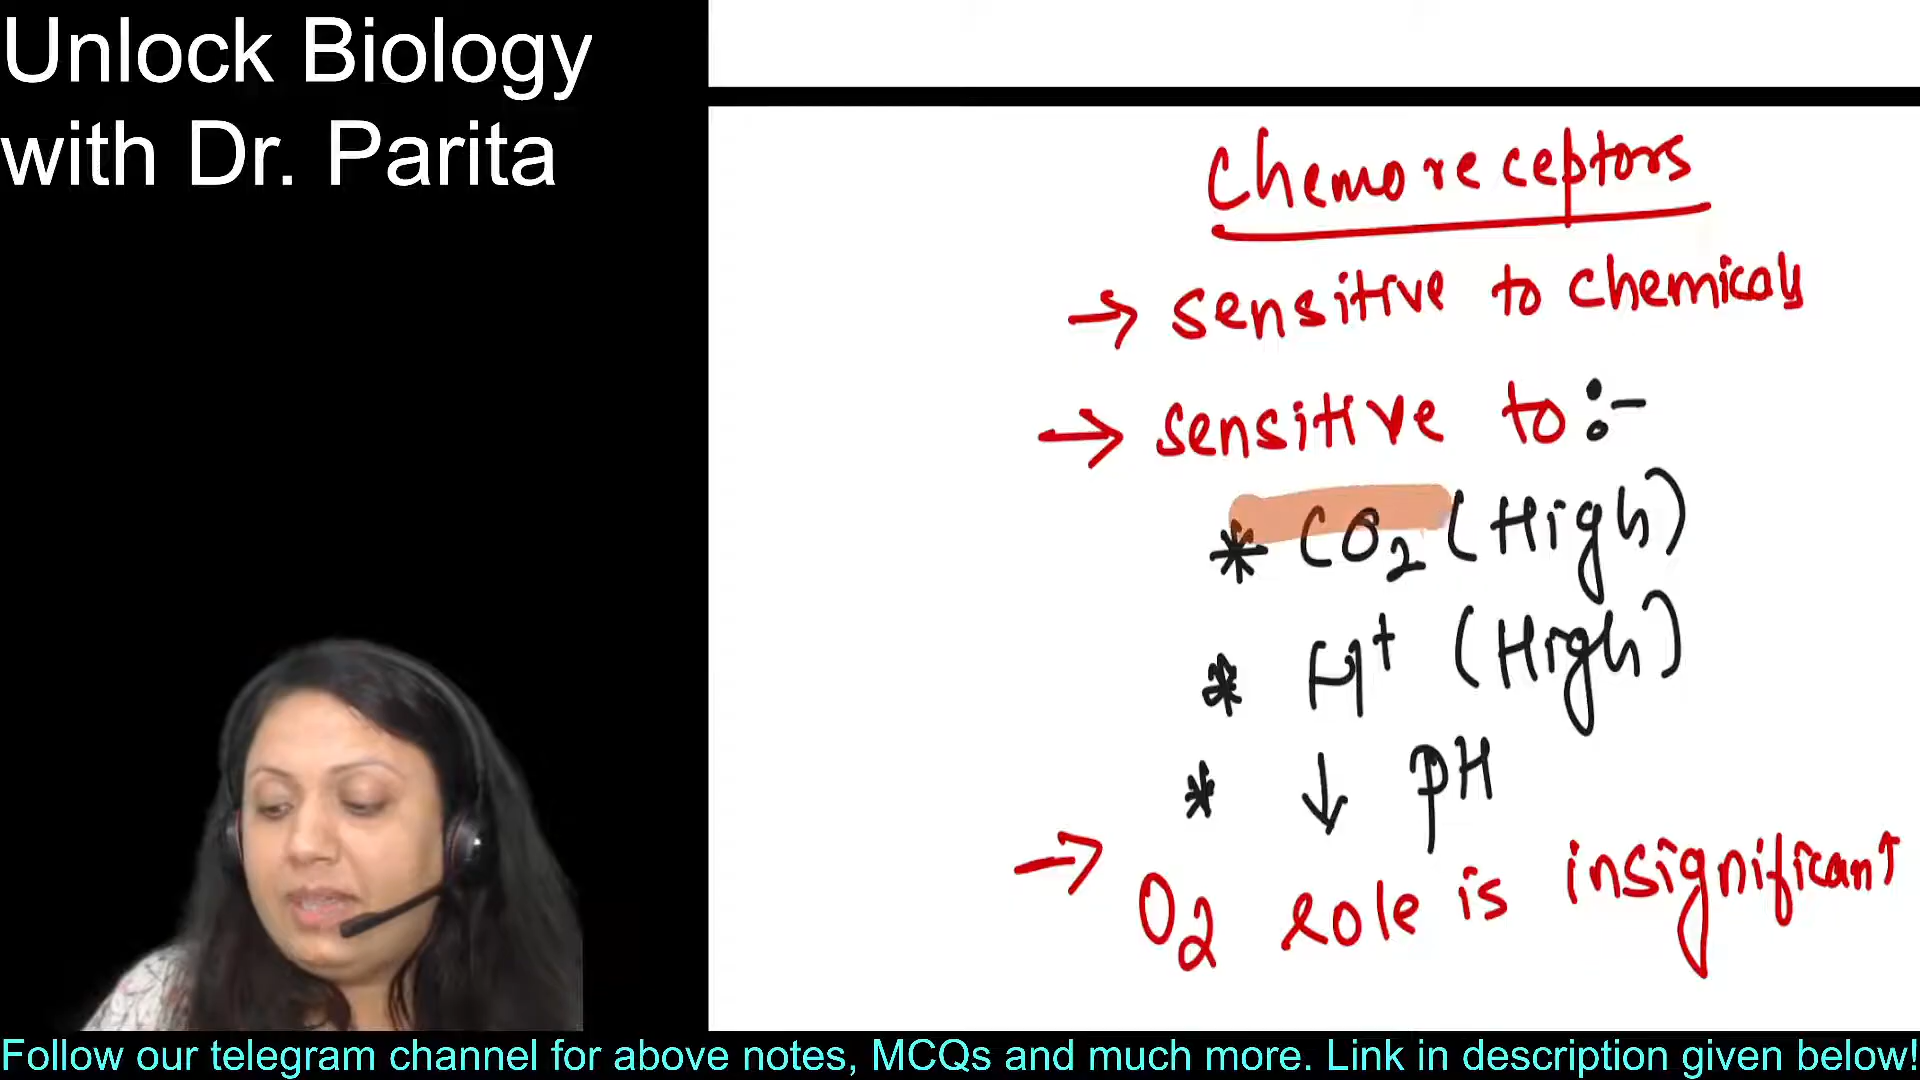 Unlock Biology
with Dr. Parita
Chemoreceptors
→ sensitive to chemicals
→ sensitive to :-
* CO₂ (High)
* H⁺ (High)
* ↓ pH
→ O₂ role is insignificant
Follow our telegram channel for above notes, MCQs and much more. Link in description given below!